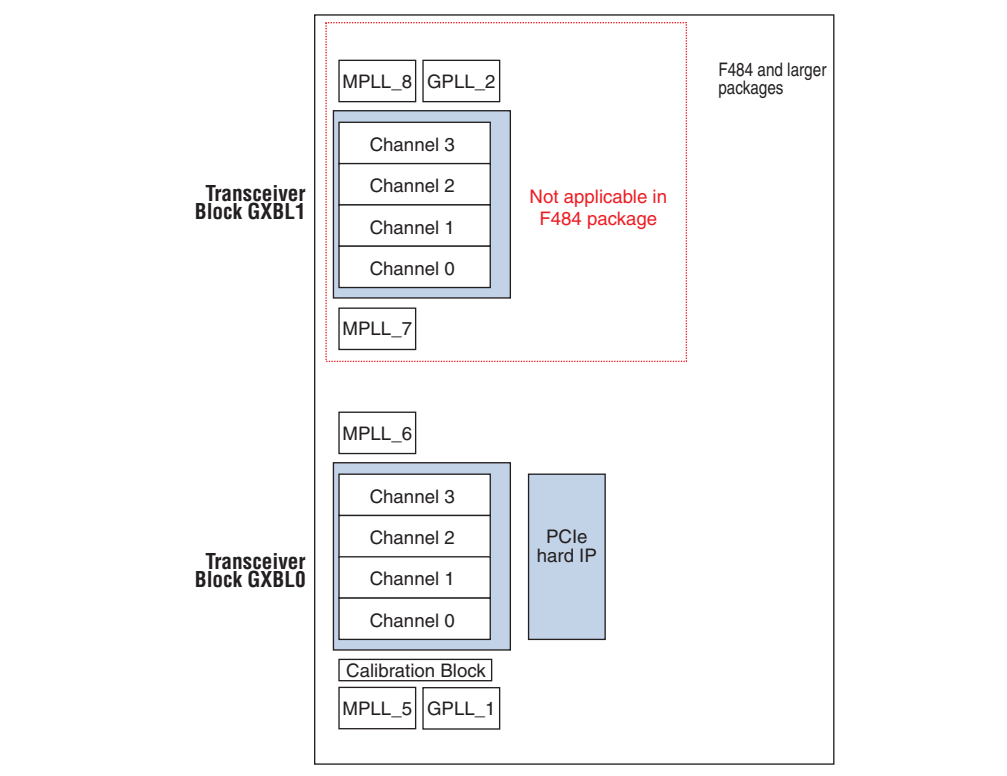 F484 and larger
packages
MPLL_8
GPLL_2
Channel 3
Channel 2
Channel 1
Channel 0
Transceiver
Block GXBL1
Not applicable in
F484 package
MPLL_7
MPLL_6
Channel 3
Channel 2
Channel 1
Channel 0
Transceiver
Block GXBL0
PCIe
hard IP
Calibration Block
MPLL_5
GPLL_1